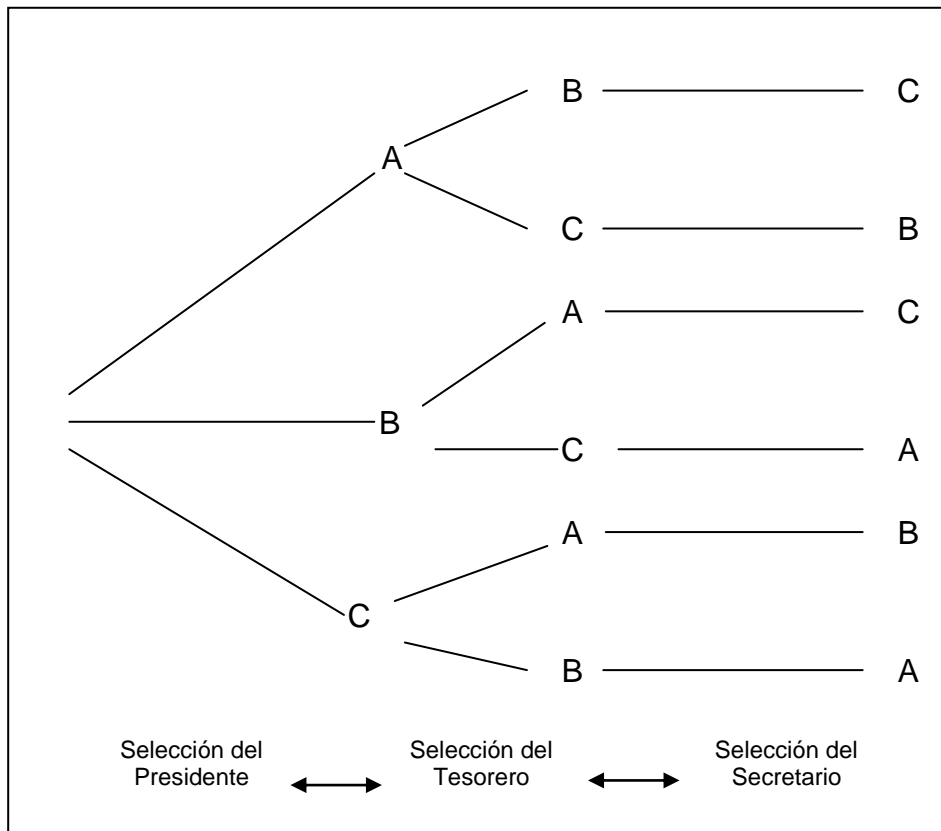 B C
A
C B
A C
B
C A
A B
C
B A
Selección del Presidente
Selección del Tesorero
Selección del Secretario